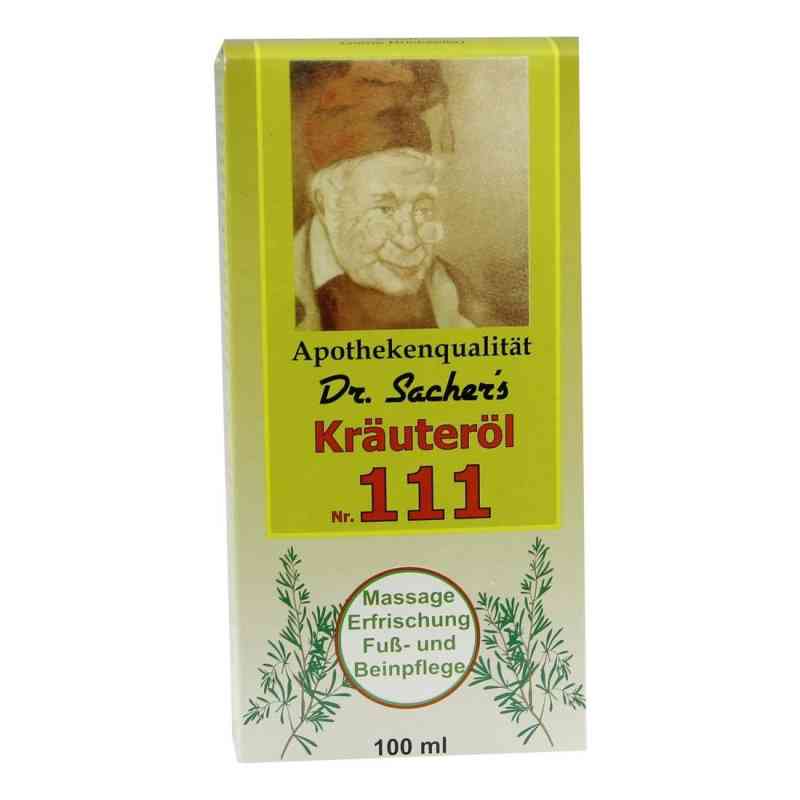 Apothekenqualität
Dr. Sacher's
Kräuteröl
Nr. 111
Massage
Erfrischung
Fuß- und
Beinpflege
100 ml